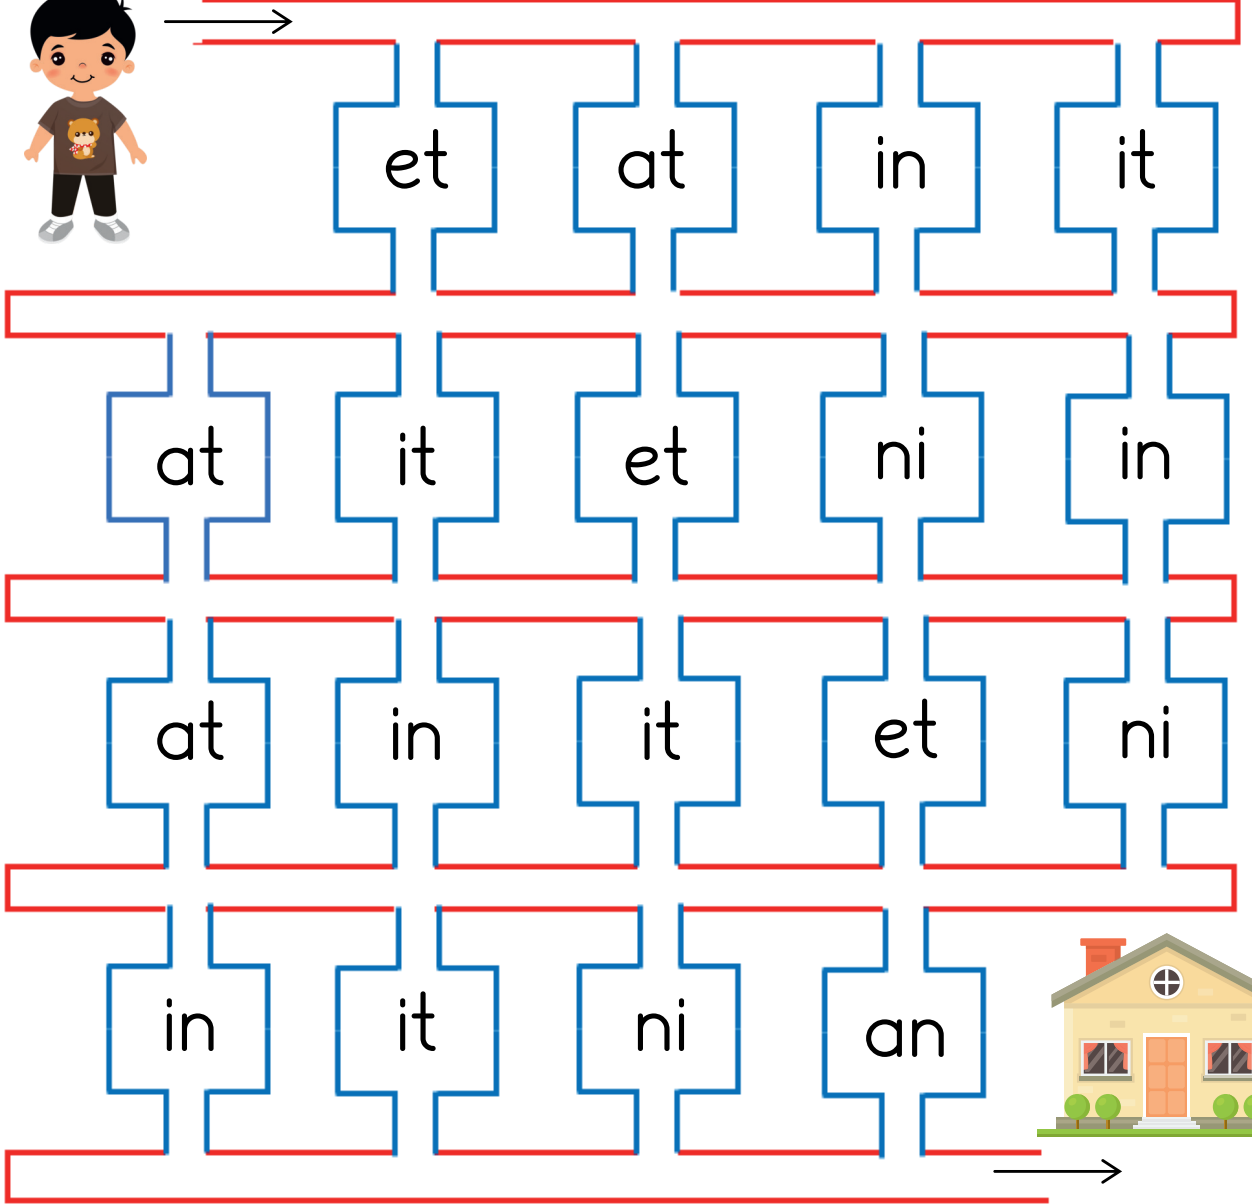 et at in it
at it et ni in
at in it et ni
in it ni an